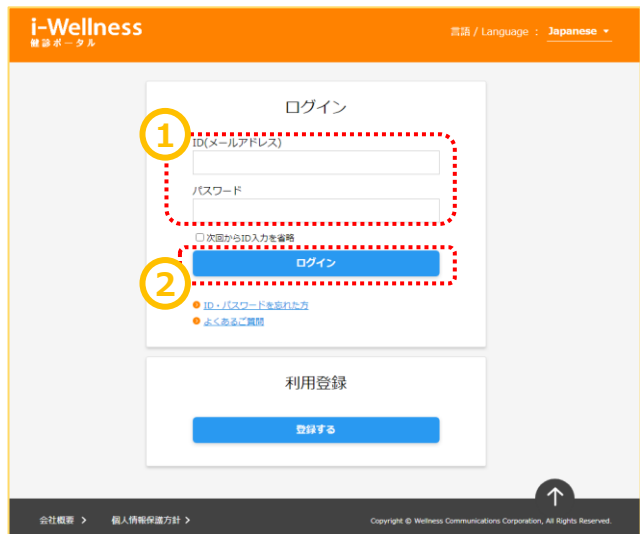 i-Wellness
健診ポータル
言語 / Language : Japanese
ログイン
1
ID(メールアドレス)
パスワード
次回からID入力を省略
ログイン
2
ID・パスワードを忘れた方
よくあるご質問
利用登録
登録する
会社概要 個人情報保護方針
Copyright © Wellness Communications Corporation, All Rights Reserved.